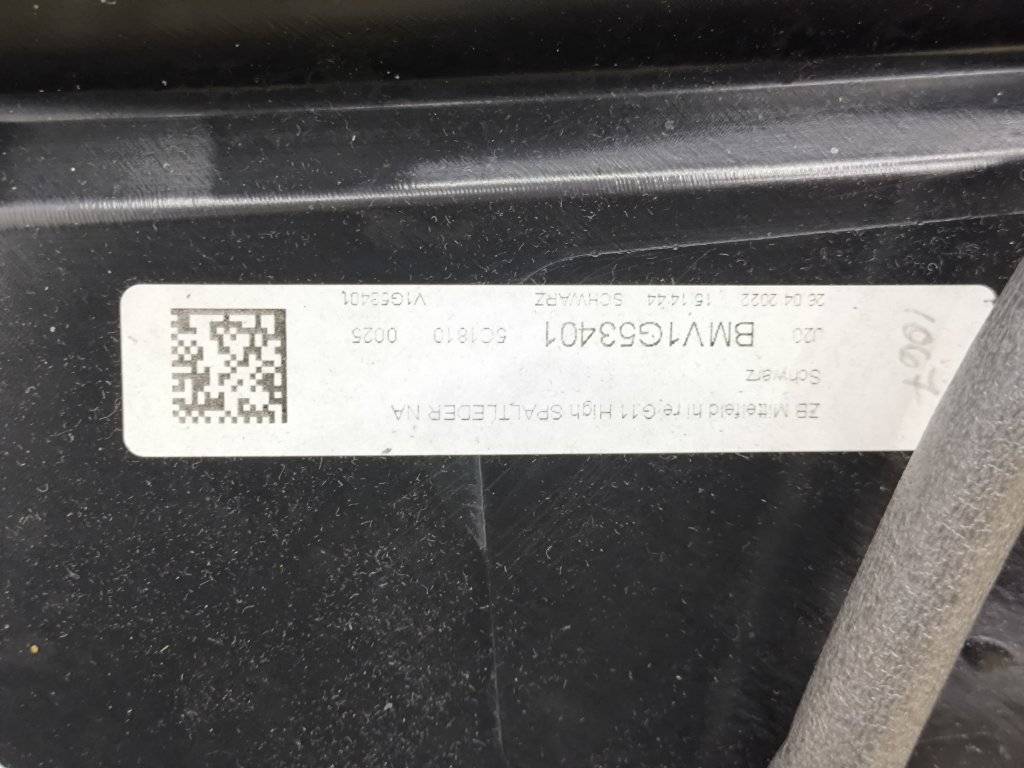 ZB Mittelfeld hi re,G11 High SPALTLEDER NA
Schwarz
J20 BMV1G53401 5C1810 0025
26.04.2022 15:14:44 SCHWARZ V1G53401
1067